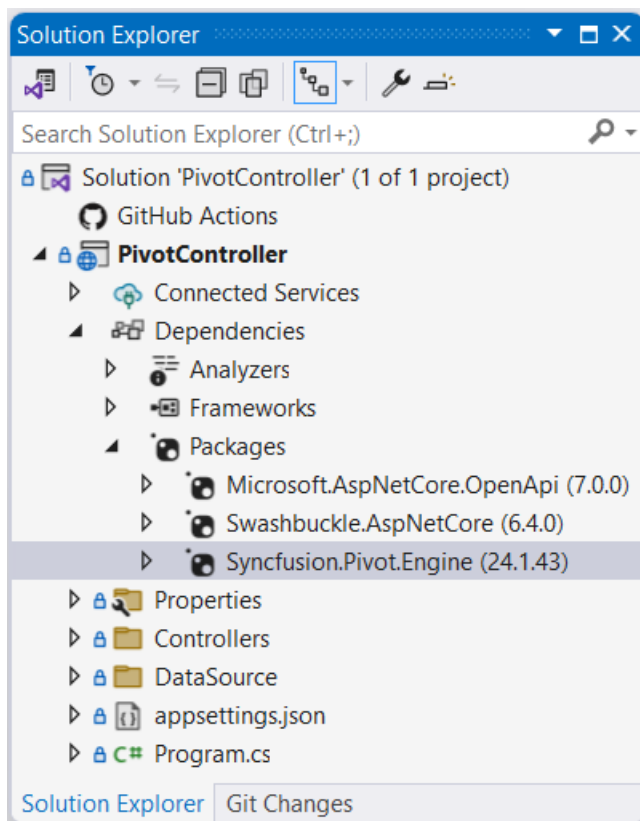 Solution Explorer
Search Solution Explorer (Ctrl+;)
Solution 'PivotController' (1 of 1 project)
GitHub Actions
PivotController
Connected Services
Dependencies
Analyzers
Frameworks
Packages
Microsoft.AspNetCore.OpenApi (7.0.0)
Swashbuckle.AspNetCore (6.4.0)
Syncfusion.Pivot.Engine (24.1.43)
Properties
Controllers
DataSource
appsettings.json
C# Program.cs
Solution Explorer Git Changes